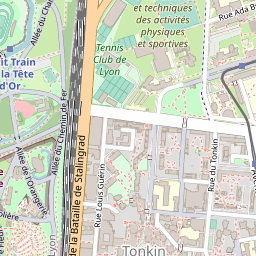 et techniques
des activités
physiques
et sportives
Rue Ada
Tennis
Club de
Lyon
it Train
la Tête
d'Or
Allée du Chemin de Fer
Allée de
l'Orangerie
Rue Louis Guérin
de la Bataille de Stalingrad
Rue du Tonkin
Lyon
Tonkin